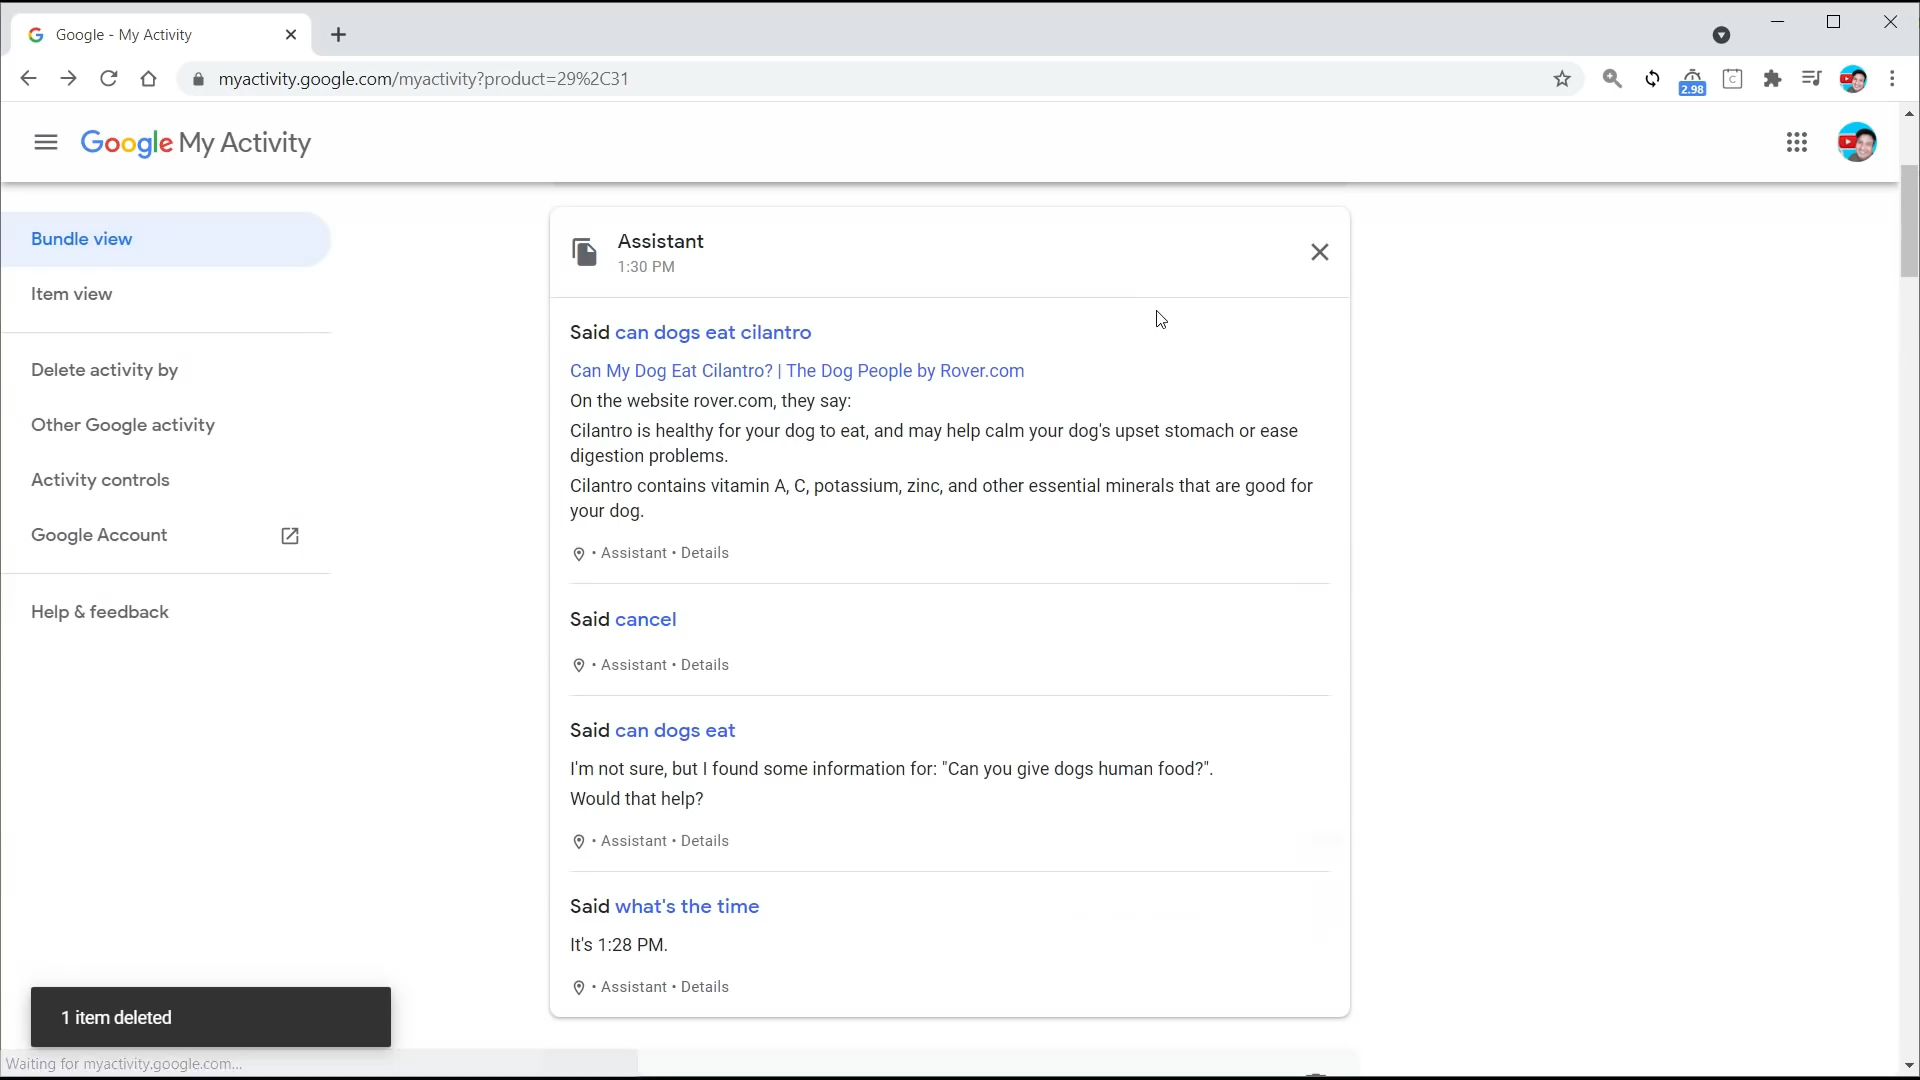 Google - My Activity
myactivity.google.com/myactivity?product=29%2C31
2.98
C
Google My Activity
Bundle view
Item view
Delete activity by
Other Google activity
Activity controls
Google Account
Help & feedback
Assistant
1:30 PM
Said can dogs eat cilantro
Can My Dog Eat Cilantro? | The Dog People by Rover.com
On the website rover.com, they say:
Cilantro is healthy for your dog to eat, and may help calm your dog's upset stomach or ease
digestion problems.
Cilantro contains vitamin A, C, potassium, zinc, and other essential minerals that are good for
your dog.
• Assistant • Details
Said cancel
• Assistant • Details
Said can dogs eat
I'm not sure, but I found some information for: "Can you give dogs human food?".
Would that help?
• Assistant • Details
Said what's the time
It's 1:28 PM.
• Assistant • Details
1 item deleted
Waiting for myactivity.google.com...